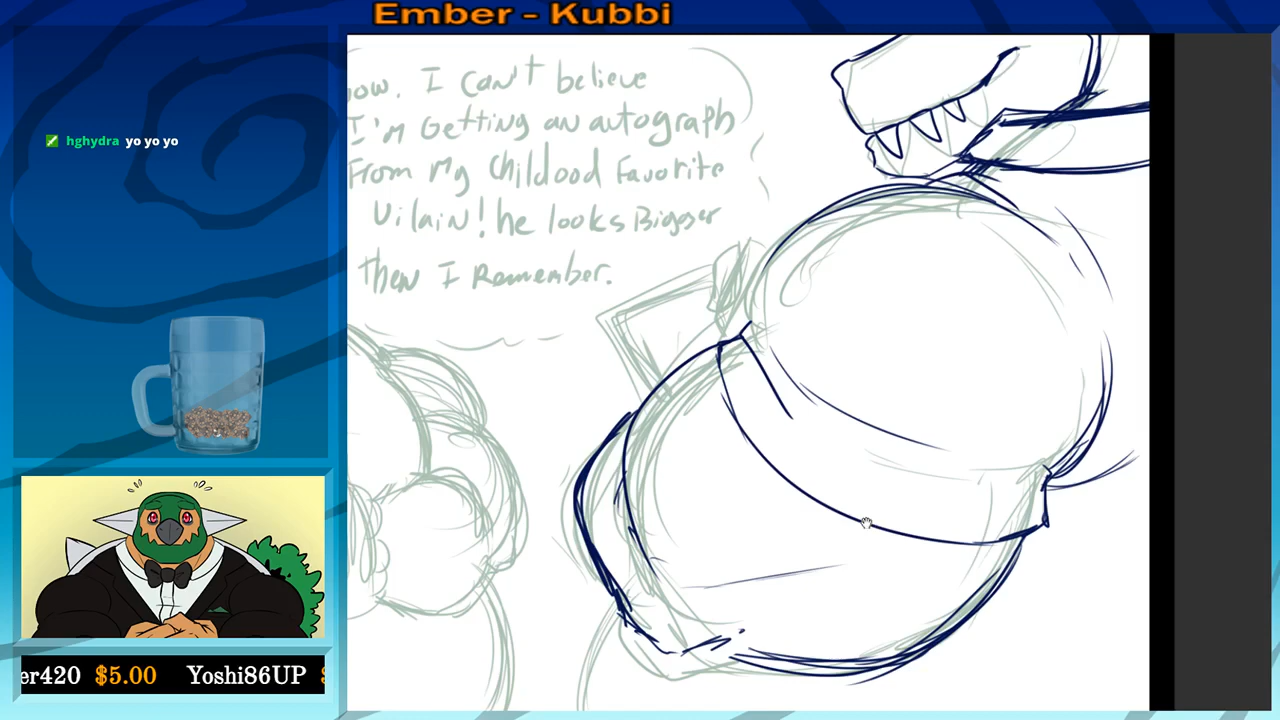 Ember - Kubbi
hghydra yo yo yo
I can't believe
I'm Getting an autograph
From My Childood Favorite
Vilain! he looks Bigger
then I Remember.
er420 $5.00 Yoshi86UP